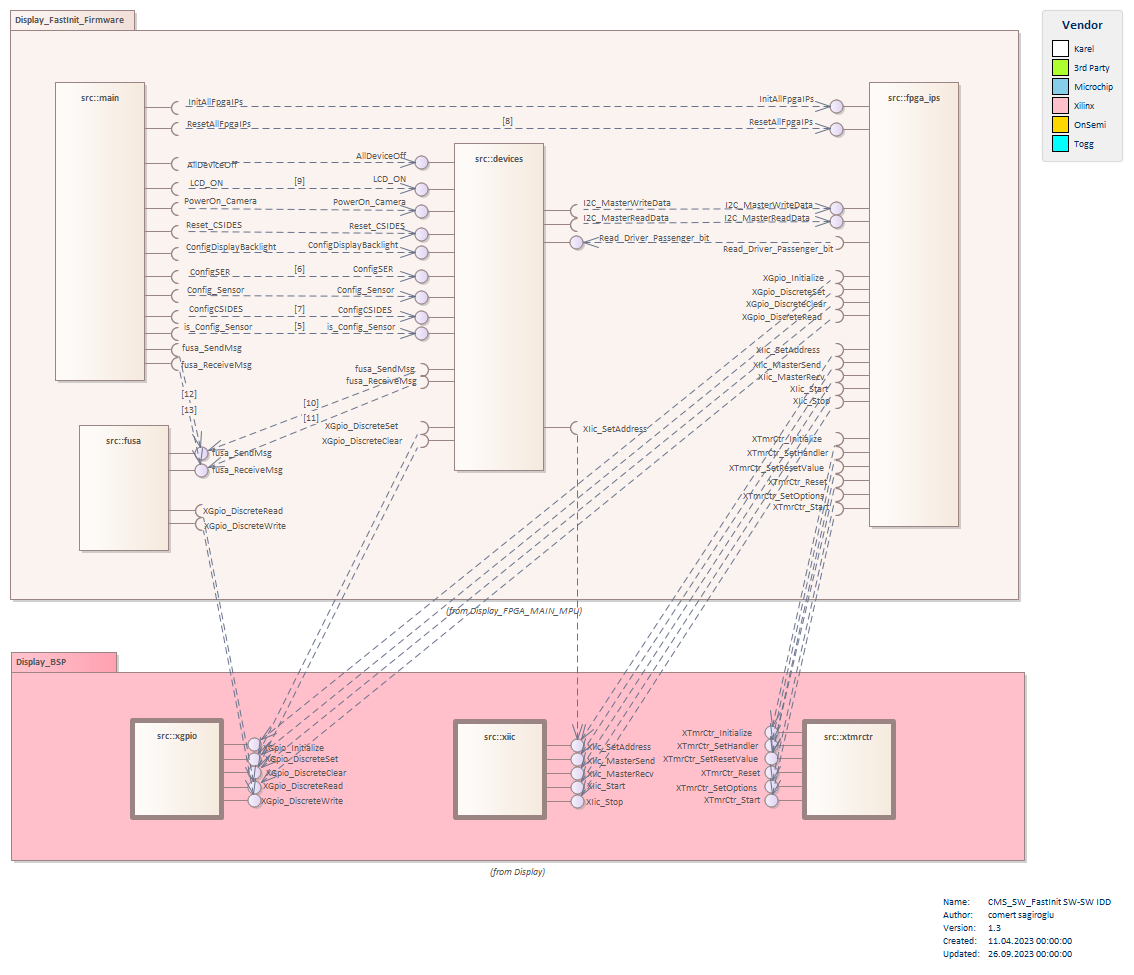 Display_FastInit_Firmware
Vendor
Karel
3rd Party
Microchip
Xilinx
OnSemi
Togg
src::main
src::fpga_ips
InitAllFpgaIPs
InitAllFpgaIPs
ResetAllFpgaIPs
[8]
ResetAllFpgaIPs
src::devices
AllDeviceOff
AllDeviceOff
LCD_ON
[9]
LCD_ON
PowerOn_Camera
PowerOn_Camera
Reset_CSIDES
Reset_CSIDES
ConfigDisplayBacklight
ConfigDisplayBacklight
ConfigSER
[6]
ConfigSER
Config_Sensor
Config_Sensor
ConfigCSIDES
[7]
ConfigCSIDES
is_Config_Sensor
[5]
is_Config_Sensor
fusa_SendMsg
fusa_ReceiveMsg
I2C_MasterWriteData
I2C_MasterWriteData
I2C_MasterReadData
I2C_MasterReadData
Read_Driver_Passenger_bit
Read_Driver_Passenger_bit
XGpio_Initialize
XGpio_DiscreteSet
XGpio_DiscreteClear
XGpio_DiscreteRead
XIic_SetAddress
XIic_MasterSend
XIic_MasterRecv
XIic_Start
XIic_Stop
XTmrCtr_Initialize
XTmrCtr_SetHandler
XTmrCtr_SetResetValue
XTmrCtr_Reset
XTmrCtr_SetOptions
XTmrCtr_Start
fusa_SendMsg
fusa_ReceiveMsg
[12]
[13]
[10]
[11]
XGpio_DiscreteSet
XGpio_DiscreteClear
XIic_SetAddress
src::fusa
fusa_SendMsg
fusa_ReceiveMsg
XGpio_DiscreteRead
XGpio_DiscreteWrite
(from Display_FPGA_MAIN_MPU)
Display_BSP
src::xgpio
XGpio_Initialize
XGpio_DiscreteSet
XGpio_DiscreteClear
XGpio_DiscreteRead
XGpio_DiscreteWrite
src::xiic
XIic_SetAddress
XIic_MasterSend
XIic_MasterRecv
XIic_Start
XIic_Stop
src::xtmrctr
XTmrCtr_Initialize
XTmrCtr_SetHandler
XTmrCtr_SetResetValue
XTmrCtr_Reset
XTmrCtr_SetOptions
XTmrCtr_Start
(from Display)
Name: CMS_SW_FastInit SW-SW IDD
Author: comert sagiroglu
Version: 1.3
Created: 11.04.2023 00:00:00
Updated: 26.09.2023 00:00:00